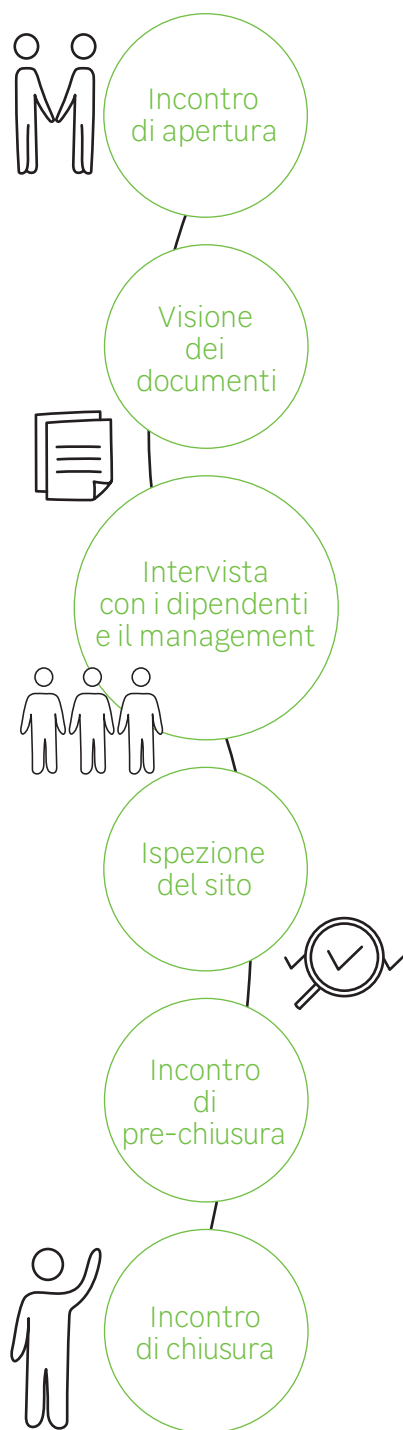 Incontro
di apertura
Visione
dei
documenti
Intervista
con i dipendenti
e il management
Ispezione
del sito
Incontro
di
pre-chiusura
Incontro
di chiusura